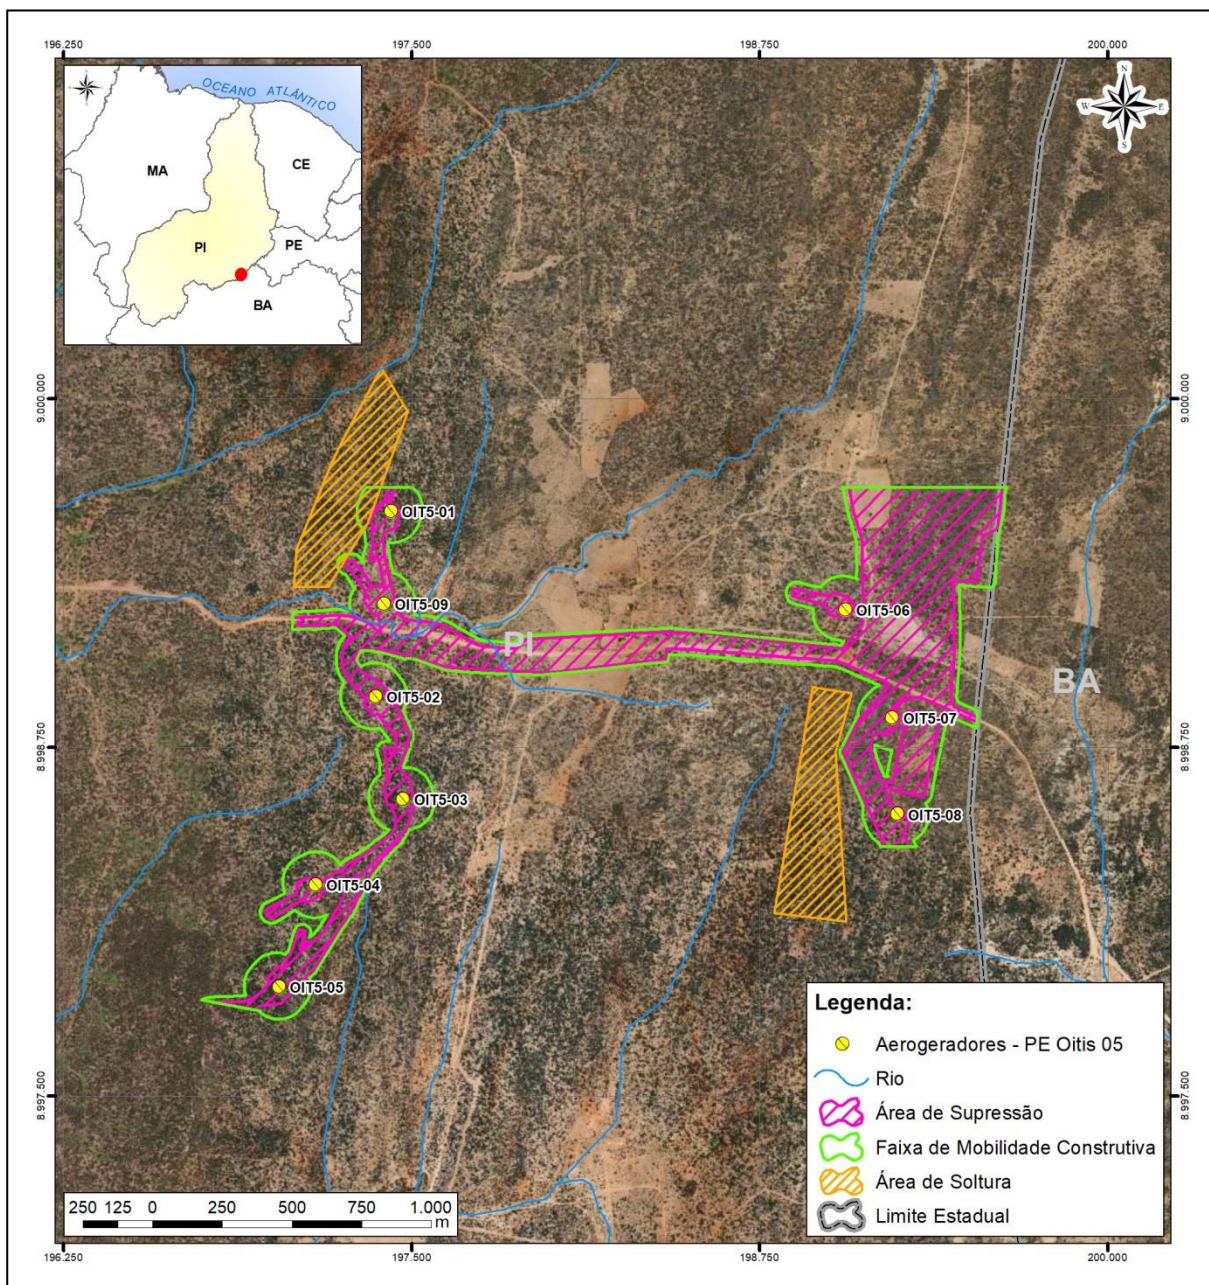 196.250
197.500
198.750
200.000
OCEANO ATLÂNTICO
MA
CE
PI
PE
BA
N
W
E
S
9.000.000
9.000.000
OIT5-01
OIT5-09
OIT5-06
PI
BA
OIT5-02
OIT5-07
8.998.750
8.998.750
OIT5-03
OIT5-08
OIT5-04
OIT5-05
Legenda:
Aerogeradores - PE Oitis 05
Rio
Área de Supressão
Faixa de Mobilidade Construtiva
Área de Soltura
Limite Estadual
8.997.500
8.997.500
250 125 0 250 500 750 1.000
m
196.250
197.500
198.750
200.000